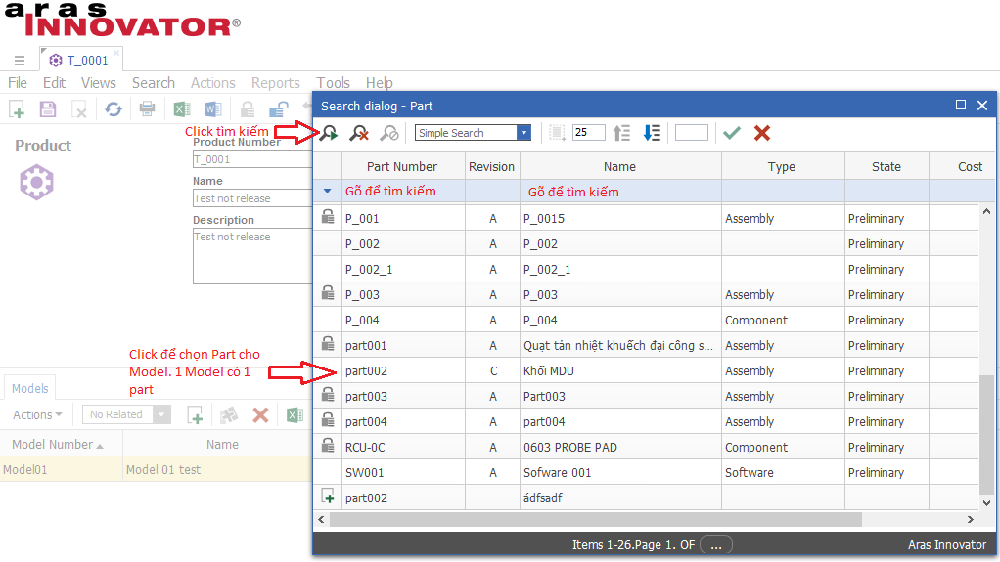 aras
INNOVATOR®
T_0001
File Edit Views Search Actions Reports Tools Help
Search dialog - Part
Click tìm kiếm
Simple Search 25
Product
Product Number
T_0001
Name
Test not release
Description
Test not release
Part Number Revision Name Type State Cost
Gõ để tìm kiếm Gõ để tìm kiếm
P_001 A P_0015 Assembly Preliminary
P_002 A P_002 Preliminary
P_002_1 A P_002_1 Preliminary
P_003 A P_003 Assembly Preliminary
P_004 A P_004 Component Preliminary
part001 A Quạt tản nhiệt khuếch đại công s... Assembly Preliminary
part002 C Khối MDU Assembly Preliminary
part003 A Part003 Assembly Preliminary
part004 A part004 Assembly Preliminary
RCU-0C A 0603 PROBE PAD Component Preliminary
SW001 A Sofware 001 Software Preliminary
part002 ádfsadf
Click để chọn Part cho
Model. 1 Model có 1
part
Models
Actions No Related
Model Number Name
Model01 Model 01 test
Items 1-26.Page 1. OF ... Aras Innovator